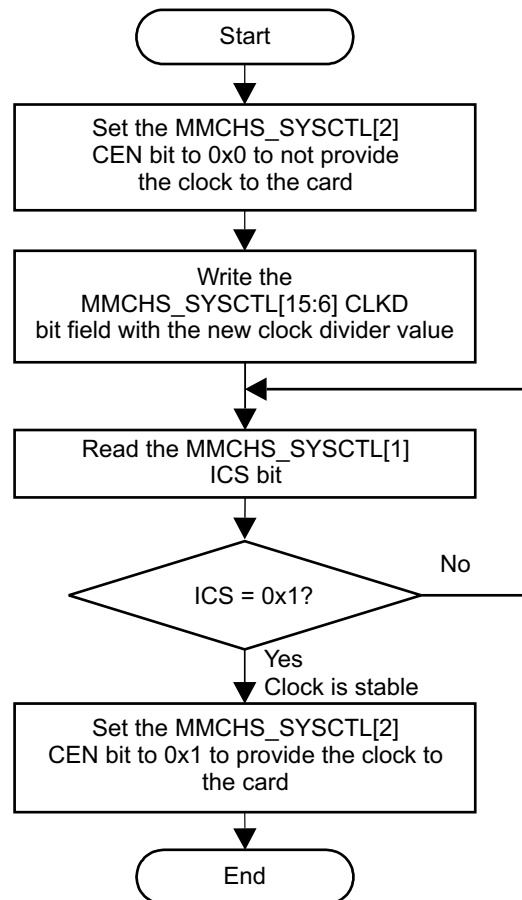 Start
Set the MMCHS_SYSCTL[2]
CEN bit to 0x0 to not provide
the clock to the card
Write the
MMCHS_SYSCTL[15:6] CLKD
bit field with the new clock divider value
Read the MMCHS_SYSCTL[1]
ICS bit
ICS = 0x1?
No
Yes
Clock is stable
Set the MMCHS_SYSCTL[2]
CEN bit to 0x1 to provide the clock to
the card
End